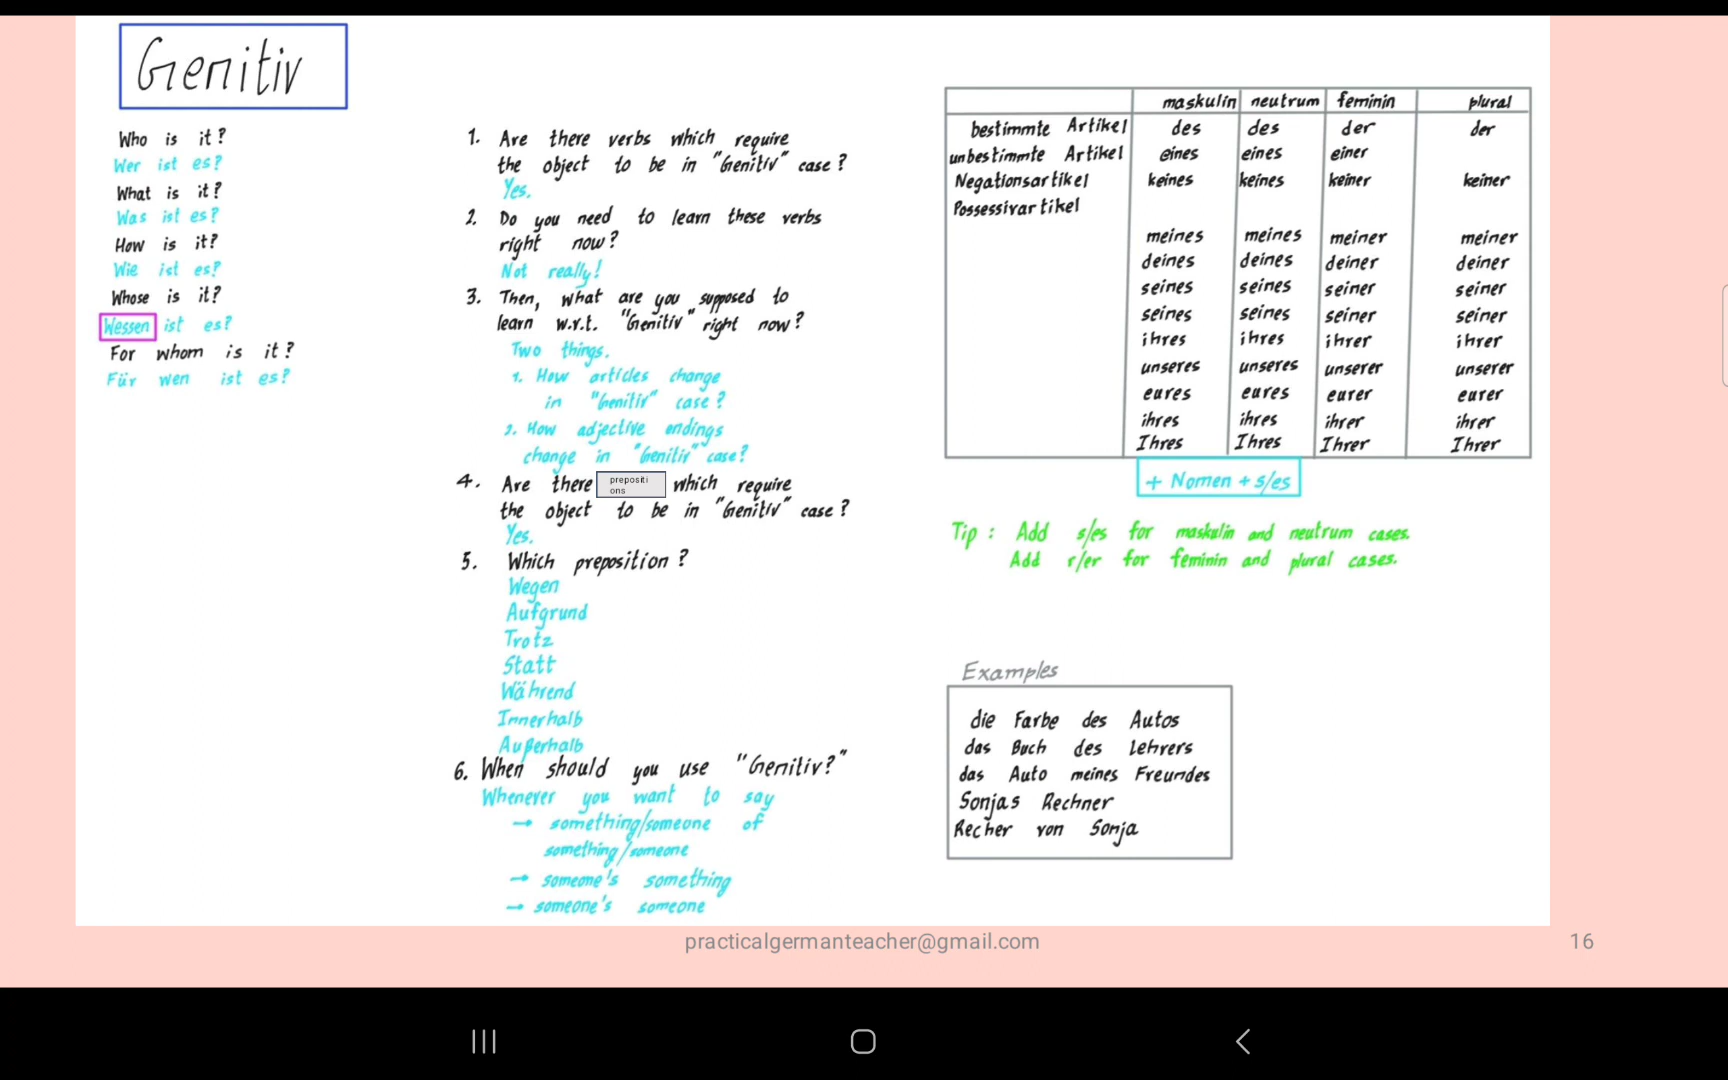 Genitiv
Who is it?
Wer ist es?
What is it?
Was ist es?
How is it?
Wie ist es?
Whose is it?
Wessen ist es?
For whom is it?
Für wen ist es?
1. Are there verbs which require
the object to be in "Genitiv" case?
Yes.
2. Do you need to learn these verbs
right now?
Not really!
3. Then, what are you supposed to
learn w.r.t. "Genitiv" right now?
Two things.
1. How articles change
in "Genitiv" case?
2. How adjective endings
change in "Genitiv" case?
4. Are there prepositions which require
the object to be in "Genitiv" case?
Yes.
5. Which preposition?
Wegen
Aufgrund
Trotz
Statt
Während
Innerhalb
Außerhalb
6. When should you use "Genitiv?"
Whenever you want to say
→ something/someone of
something/someone
→ someone's something
→ someone's someone
maskulin neutrum feminin plural
bestimmte Artikel des des der der
unbestimmte Artikel eines eines einer
Negationsartikel keines keines keiner keiner
Possessivartikel
meines meines meiner meiner
deines deines deiner deiner
seines seines seiner seiner
seines seines seiner seiner
ihres ihres ihrer ihrer
unseres unseres unserer unserer
eures eures eurer eurer
ihres ihres ihrer ihrer
Ihres Ihres Ihrer Ihrer
+ Nomen + s/es
Tip: Add s/es for maskulin and neutrum cases.
Add r/er for feminin and plural cases.
Examples
die Farbe des Autos
das Buch des Lehrers
das Auto meines Freundes
Sonjas Rechner
Recher von Sonja
practicalgermanteacher@gmail.com
16